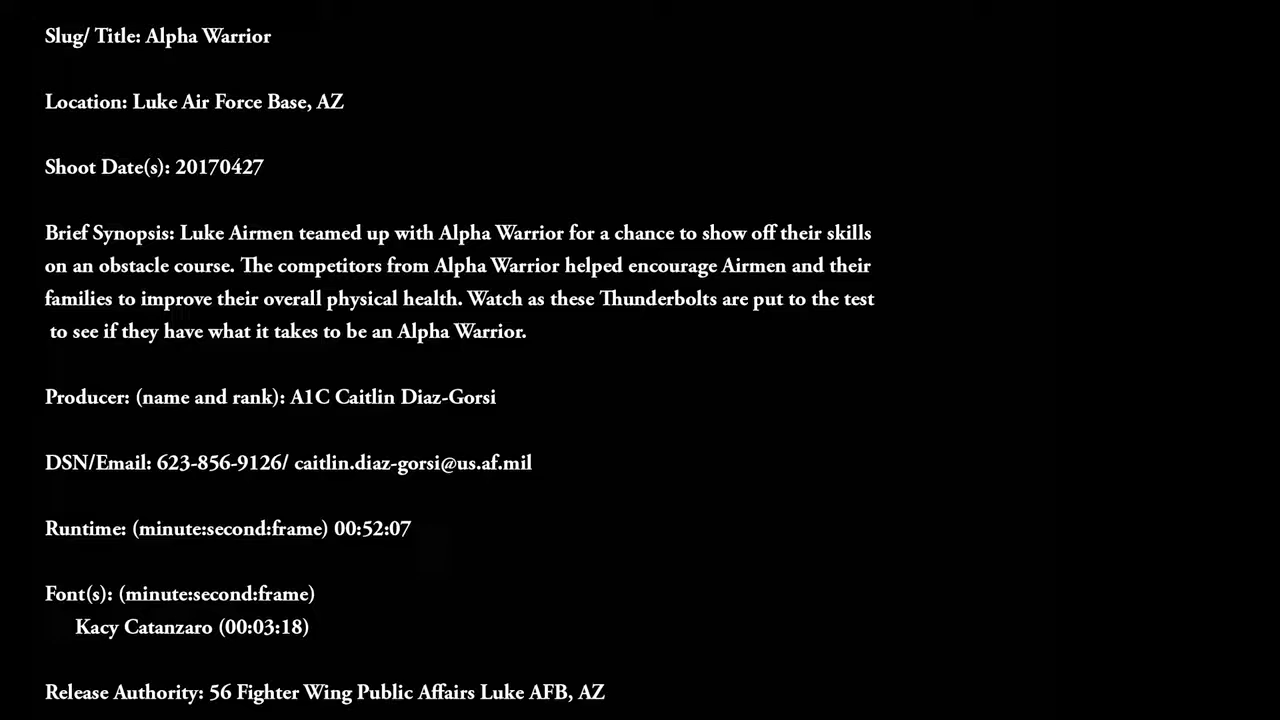 Slug/ Title: Alpha Warrior
Location: Luke Air Force Base, AZ
Shoot Date(s): 20170427
Brief Synopsis: Luke Airmen teamed up with Alpha Warrior for a chance to show off their skills
on an obstacle course. The competitors from Alpha Warrior helped encourage Airmen and their
families to improve their overall physical health. Watch as these Thunderbolts are put to the test
to see if they have what it takes to be an Alpha Warrior.
Producer: (name and rank): A1C Caitlin Diaz-Gorsi
DSN/Email: 623-856-9126/ caitlin.diaz-gorsi@us.af.mil
Runtime: (minute:second:frame) 00:52:07
Font(s): (minute:second:frame)
Kacy Catanzaro (00:03:18)
Release Authority: 56 Fighter Wing Public Affairs Luke AFB, AZ